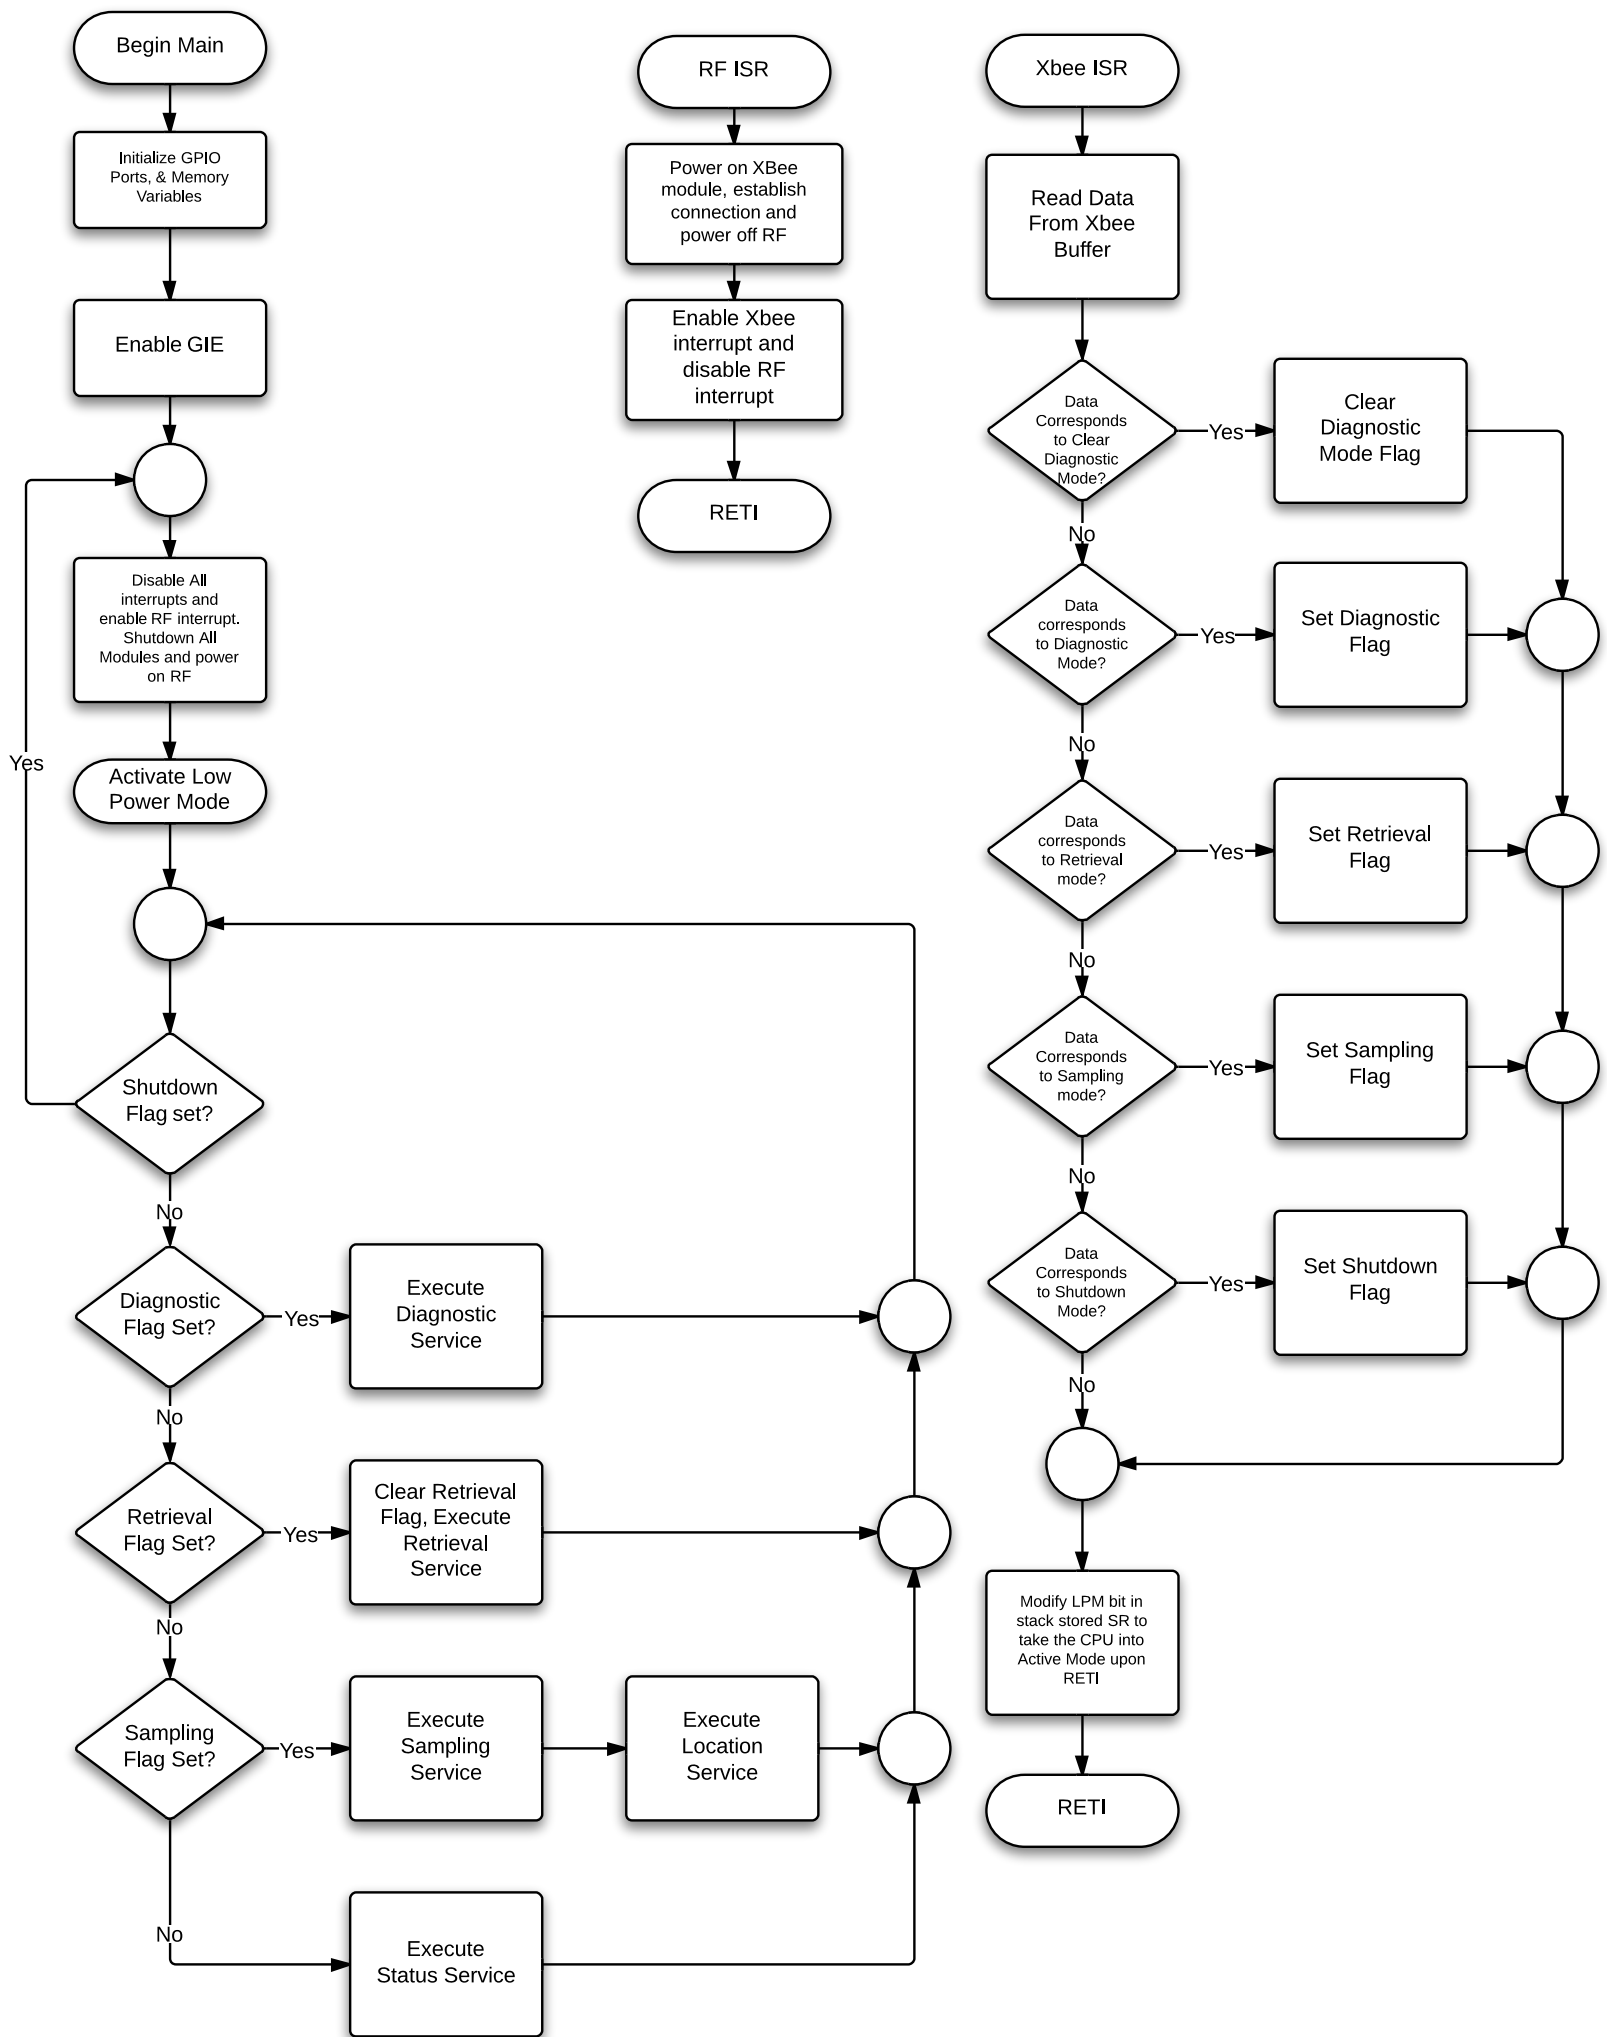 Begin Main
Initialize GPIO
Ports, & Memory
Variables
Enable GIE
Disable All
interrupts and
enable RF interrupt.
Shutdown All
Modules and power
on RF
Yes
Activate Low
Power Mode
Shutdown
Flag set?
No
Diagnostic
Flag Set?
Yes
Execute
Diagnostic
Service
No
Retrieval
Flag Set?
Yes
Clear Retrieval
Flag, Execute
Retrieval
Service
No
Sampling
Flag Set?
Yes
Execute
Sampling
Service
Execute
Location
Service
No
Execute
Status Service
RF ISR
Power on XBee
module, establish
connection and
power off RF
Enable Xbee
interrupt and
disable RF
interrupt
RETI
Xbee ISR
Read Data
From Xbee
Buffer
Data
Corresponds
to Clear
Diagnostic
Mode?
Yes
Clear
Diagnostic
Mode Flag
No
Data
corresponds
to Diagnostic
Mode?
Yes
Set Diagnostic
Flag
No
Data
corresponds
to Retrieval
mode?
Yes
Set Retrieval
Flag
No
Data
Corresponds
to Sampling
mode?
Yes
Set Sampling
Flag
No
Data
Corresponds
to Shutdown
Mode?
Yes
Set Shutdown
Flag
No
Modify LPM bit in
stack stored SR to
take the CPU into
Active Mode upon
RETI
RETI